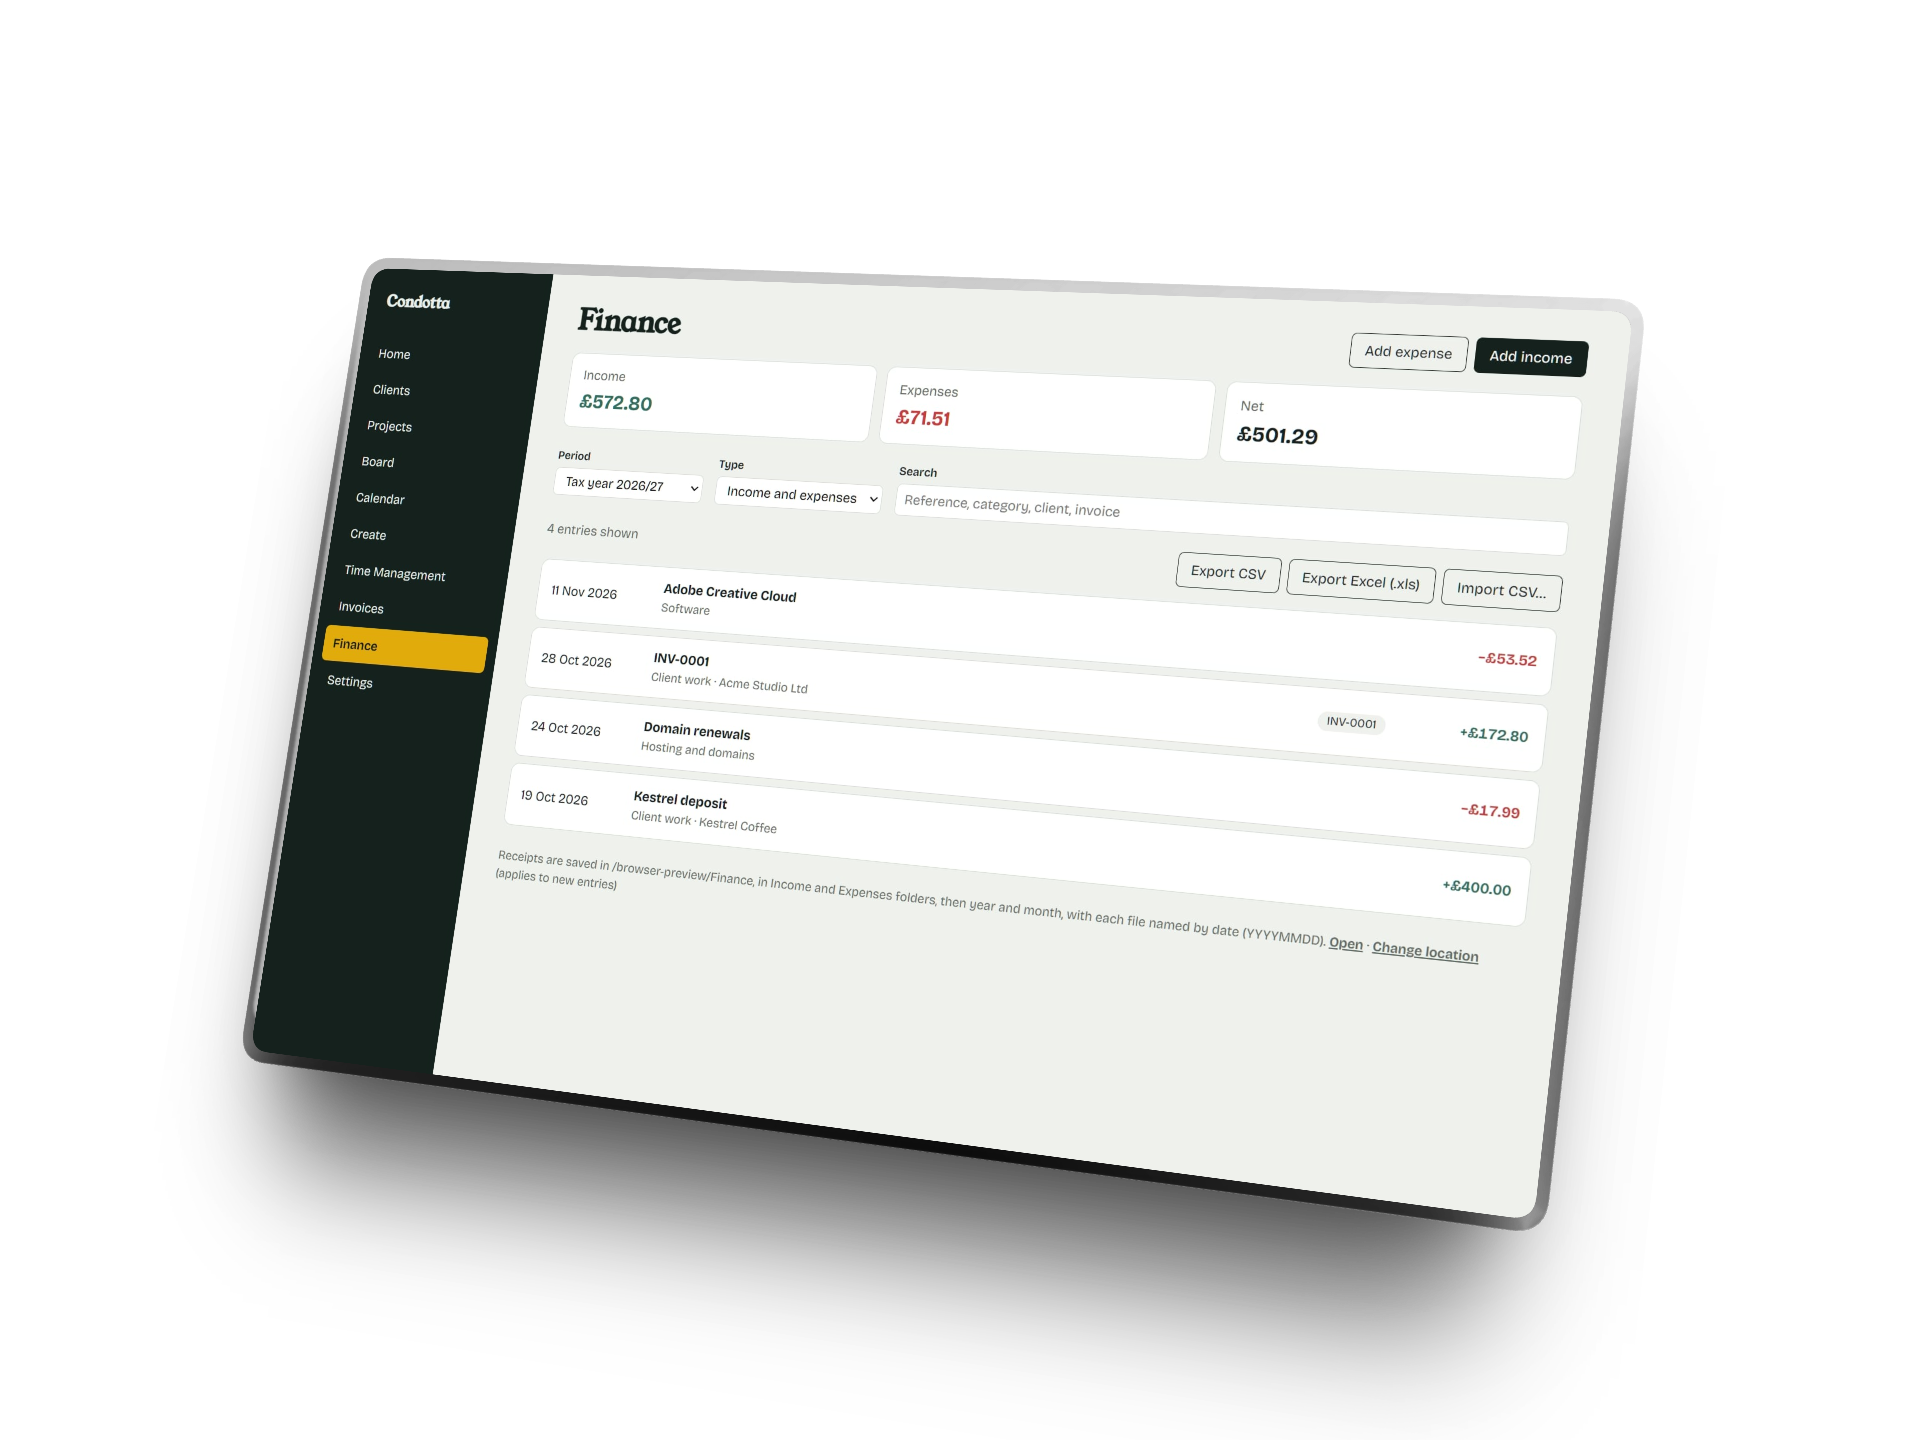 Condotta
Home
Clients
Projects
Board
Calendar
Create
Time Management
Invoices
Finance
Settings
Finance
Add expense
Add income
Income
£572.80
Expenses
£71.51
Net
£501.29
Period
Tax year 2026/27
Type
Income and expenses
Search
Reference, category, client, invoice
4 entries shown
Export CSV
Export Excel (.xls)
Import CSV...
11 Nov 2026
Adobe Creative Cloud
Software
-£53.52
28 Oct 2026
INV-0001
Client work · Acme Studio Ltd
INV-0001
+£172.80
24 Oct 2026
Domain renewals
Hosting and domains
-£17.99
19 Oct 2026
Kestrel deposit
Client work · Kestrel Coffee
+£400.00
Receipts are saved in /browser-preview/Finance, in Income and Expenses folders, then year and month, with each file named by date (YYYYMMDD). Open · Change location
(applies to new entries)